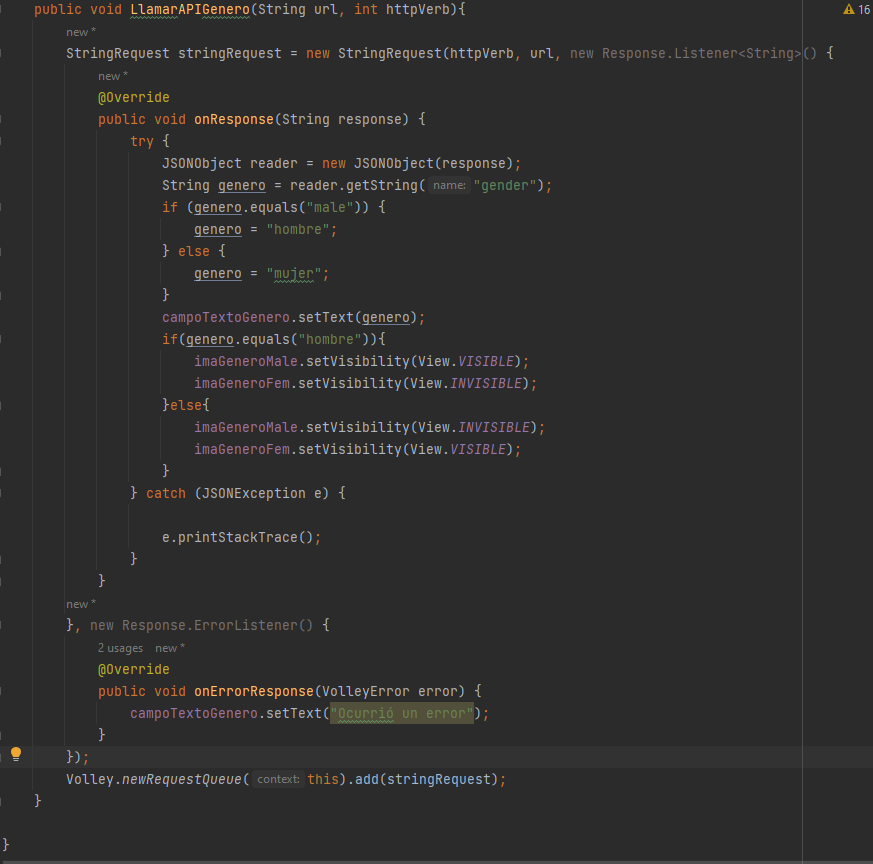 public void LlamarAPIGenero(String url, int httpVerb){
16
new *
StringRequest stringRequest = new StringRequest(httpVerb, url, new Response.Listener<String>() {
new *
@Override
public void onResponse(String response) {
try {
JSONObject reader = new JSONObject(response);
String genero = reader.getString( name: "gender");
if (genero.equals("male")) {
genero = "hombre";
} else {
genero = "mujer";
}
campoTextoGenero.setText(genero);
if(genero.equals("hombre")){
imaGeneroMale.setVisibility(View.VISIBLE);
imaGeneroFem.setVisibility(View.INVISIBLE);
}else{
imaGeneroMale.setVisibility(View.INVISIBLE);
imaGeneroFem.setVisibility(View.VISIBLE);
}
} catch (JSONException e) {
e.printStackTrace();
}
}
new *
}, new Response.ErrorListener() {
2 usages new *
@Override
public void onErrorResponse(VolleyError error) {
campoTextoGenero.setText("Ocurrió un error");
}
});
Volley.newRequestQueue( context: this).add(stringRequest);
}
}